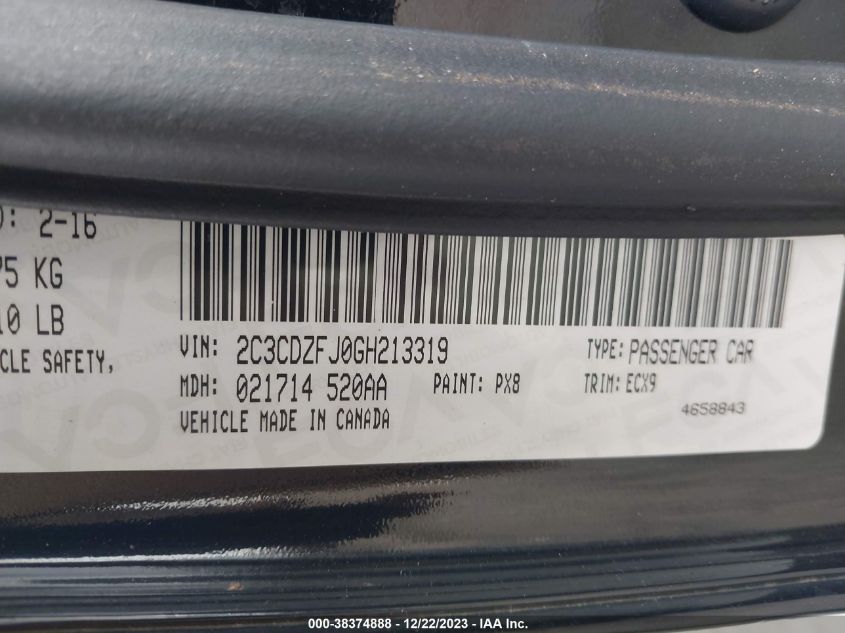 D: 2-16
75 KG
10 LB
CLE SAFETY,
VIN: 2C3CDZFJ0GH213319 TYPE: PASSENGER CAR
MDH: 021714 520AA PAINT: PX8 TRIM: ECX9
VEHICLE MADE IN CANADA 4658843
000-38374888 - 12/22/2023 - IAA Inc.